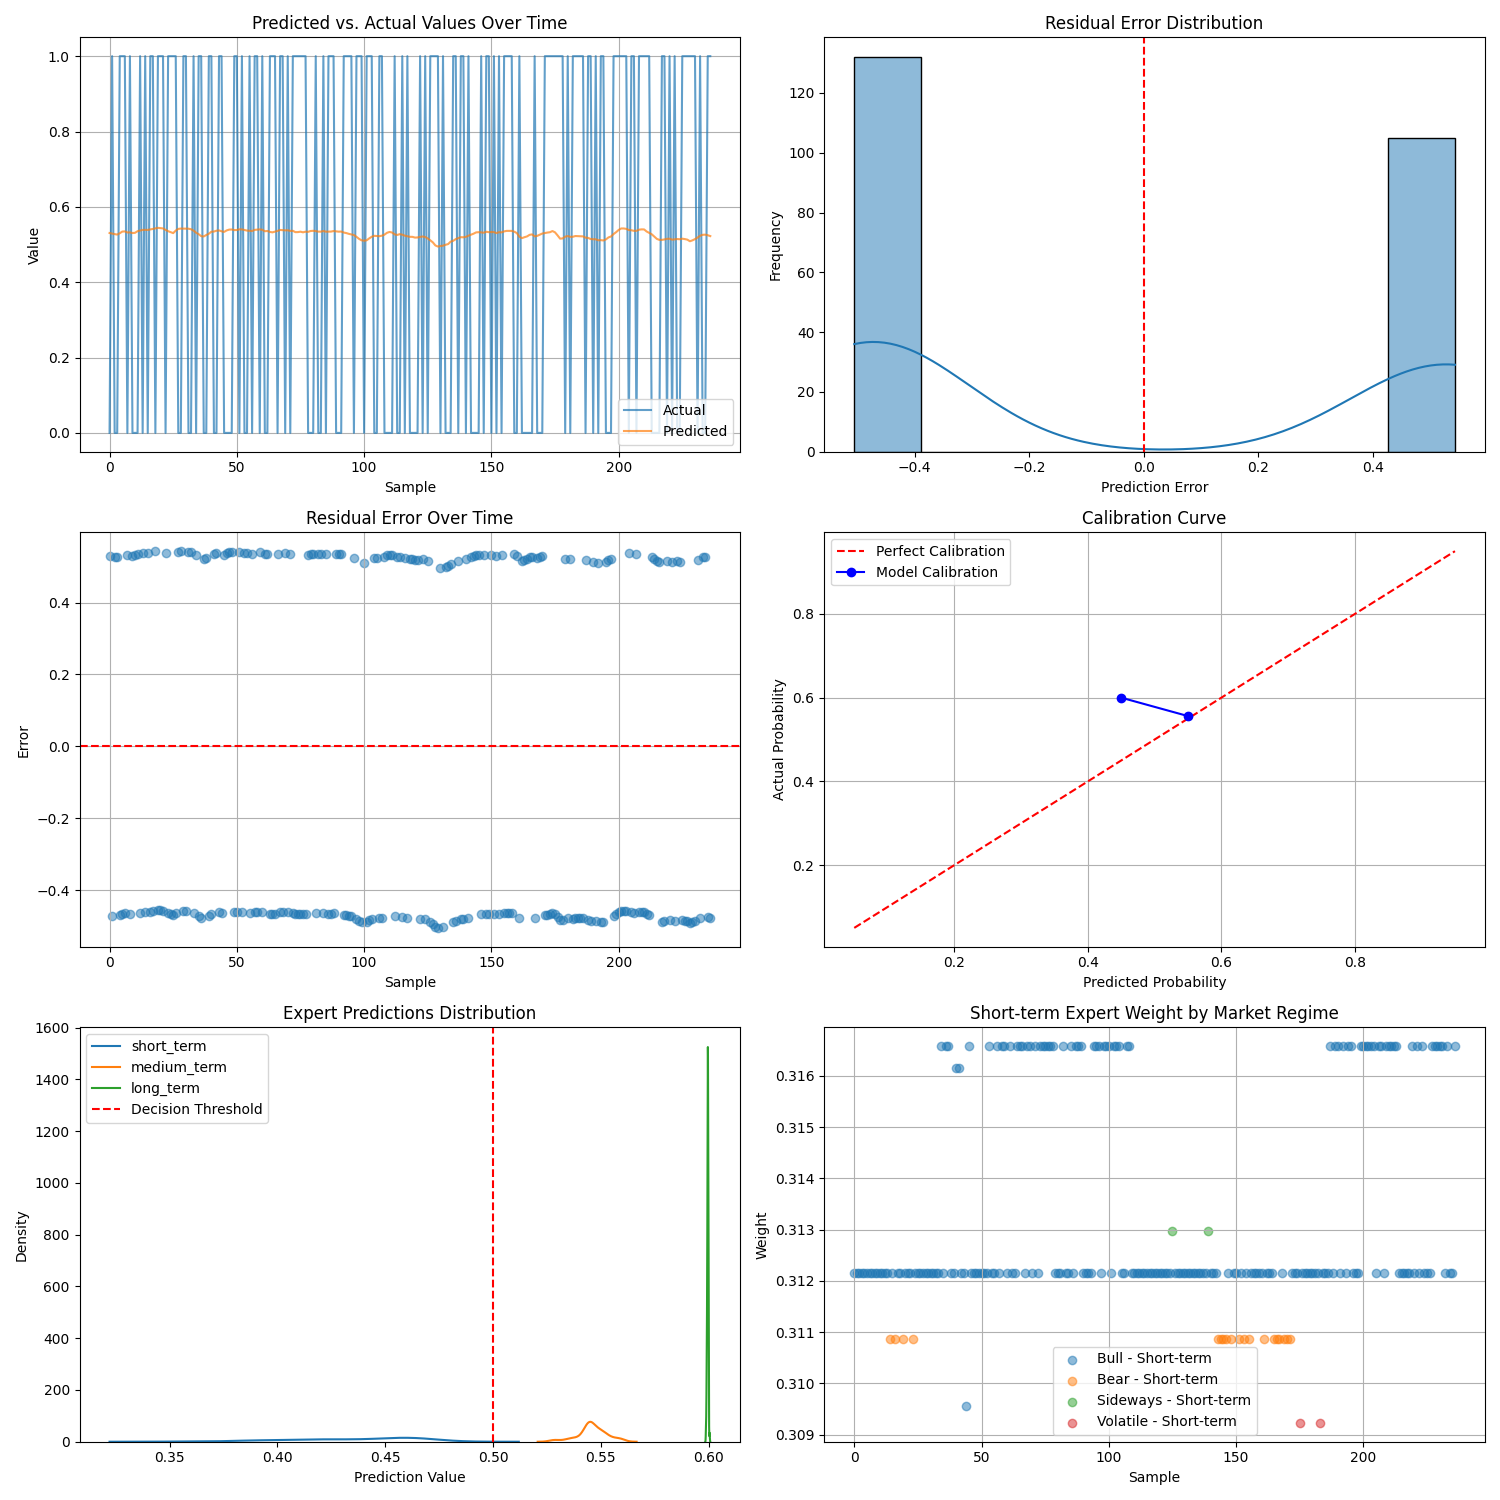 Predicted vs. Actual Values Over Time
Value
1.0
0.8
0.6
0.4
0.2
0.0
Actual
Predicted
0 50 100 150 200
Sample
Residual Error Distribution
Frequency
120
100
80
60
40
20
0
−0.4 −0.2 0.0 0.2 0.4
Prediction Error
Residual Error Over Time
Error
0.4
0.2
0.0
−0.2
−0.4
0 50 100 150 200
Sample
Calibration Curve
Perfect Calibration
Model Calibration
Actual Probability
0.8
0.6
0.4
0.2
0.2 0.4 0.6 0.8
Predicted Probability
Expert Predictions Distribution
Density
1600
1400
1200
1000
800
600
400
200
0
short_term
medium_term
long_term
Decision Threshold
0.35 0.40 0.45 0.50 0.55 0.60
Prediction Value
Short-term Expert Weight by Market Regime
Weight
0.316
0.315
0.314
0.313
0.312
0.311
0.310
0.309
Bull - Short-term
Bear - Short-term
Sideways - Short-term
Volatile - Short-term
0 50 100 150 200
Sample